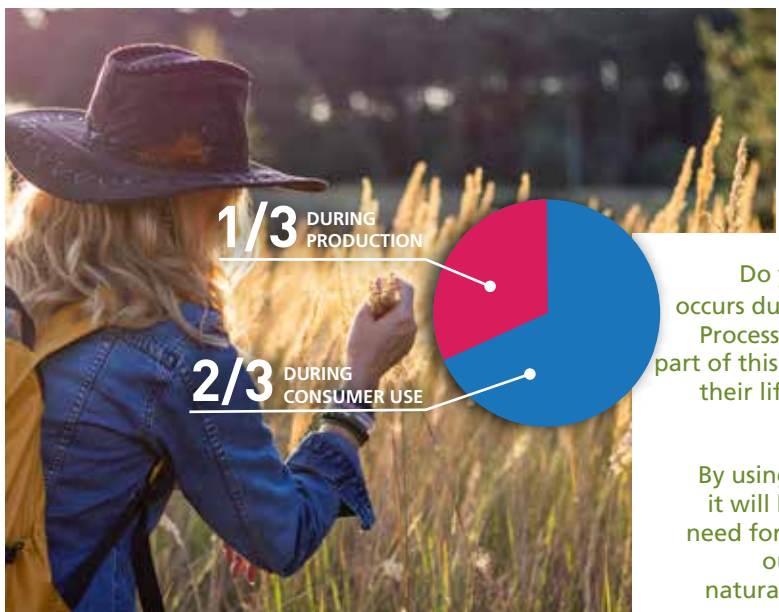 1/3 DURING
PRODUCTION
2/3 DURING
CONSUMER USE
Do
occurs du
Process
part of this
their lif
By using
it will
need for
natura